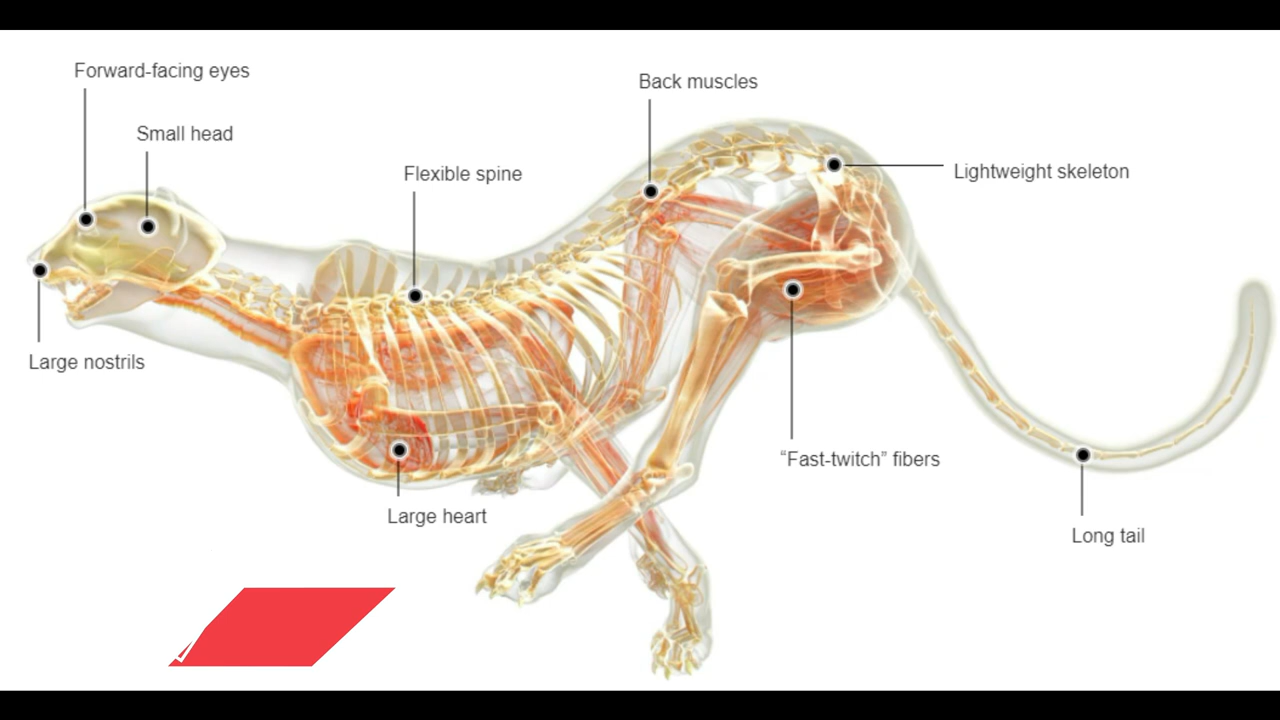 Forward-facing eyes
Back muscles
Small head
Flexible spine
Lightweight skeleton
Large nostrils
“Fast-twitch” fibers
Large heart
Long tail